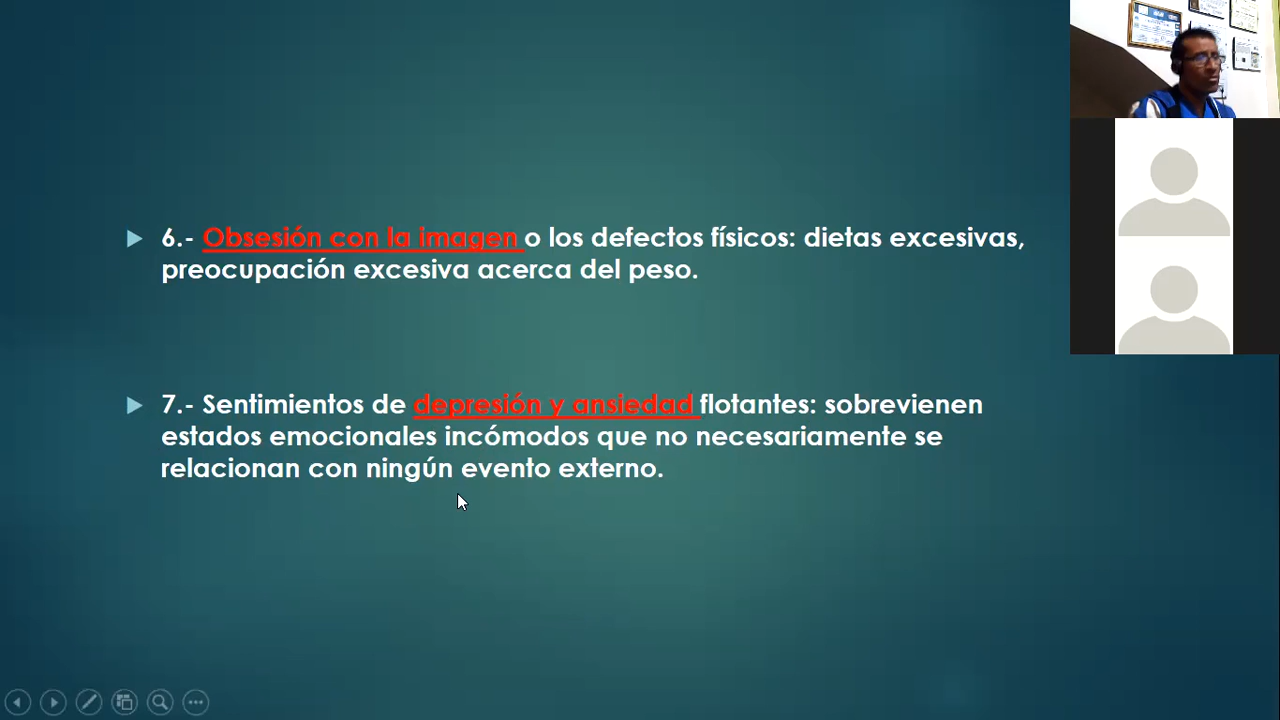 6.- Obsesión con la imagen o los defectos físicos: dietas excesivas,
preocupación excesiva acerca del peso.
7.- Sentimientos de depresión y ansiedad flotantes: sobrevienen
estados emocionales incómodos que no necesariamente se
relacionan con ningún evento externo.